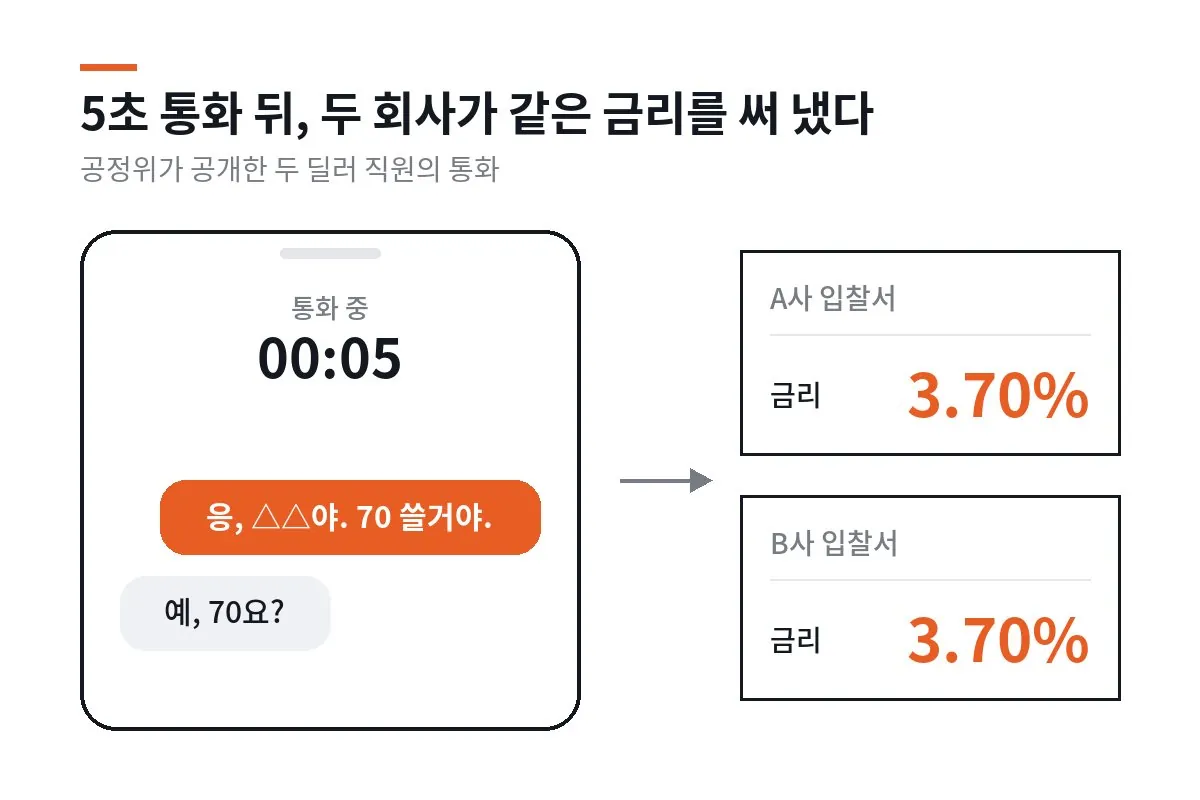 5초 통화 뒤, 두 회사가 같은 금리를 써 냈다
공정위가 공개한 두 딜러 직원의 통화
통화 중
00:05
응, △△야. 70 쓸거야.
예, 70요?
A사 입찰서
금리 3.70%
B사 입찰서
금리 3.70%